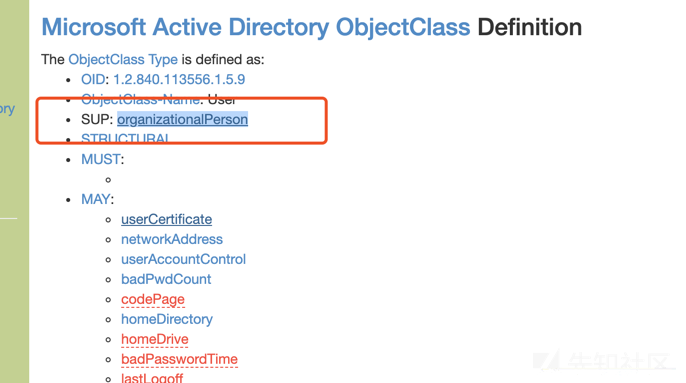 Microsoft Active Directory ObjectClass Definition
The ObjectClass Type is defined as:
OID: 1.2.840.113556.1.5.9
ObjectClass-Name: User
ory
SUP: organizationalPerson
STRUCTURAL
MUST:
MAY:
userCertificate
networkAddress
userAccountControl
badPwdCount
codePage
homeDirectory
homeDrive
badPasswordTime
lastLogoff
先知社区